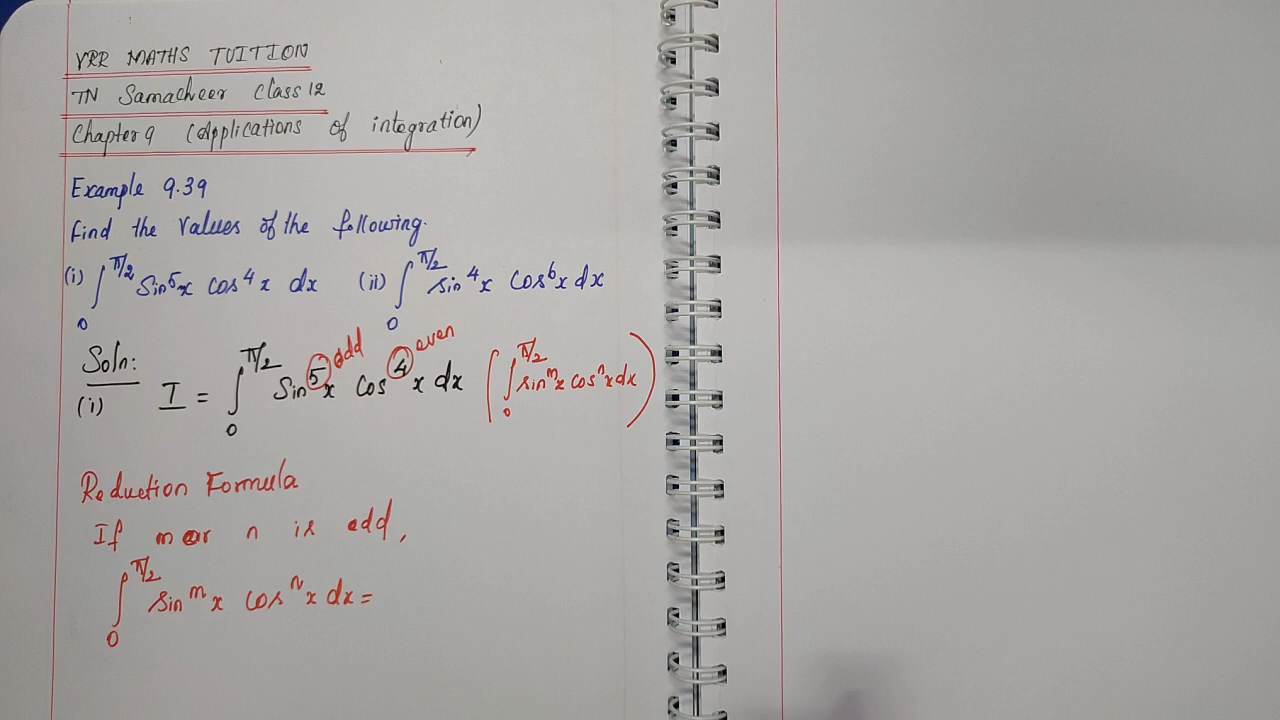 VRR MATHS TUITION
TN Samacheer Class 12
Chapter 9 (Applications of integration)
Example 9.39
Find the values of the following.
(i) ∫₀^π/2 sin⁵x cos⁴x dx (ii) ∫₀^π/2 sin⁴x cos⁶x dx
Soln:
(i) I = ∫₀^π/2 sin⁵x odd cos⁴x even dx (∫₀^π/2 sinᵐx cosⁿx dx)
Reduction Formula
If m or n is odd,
∫₀^π/2 sinᵐx cosⁿx dx =